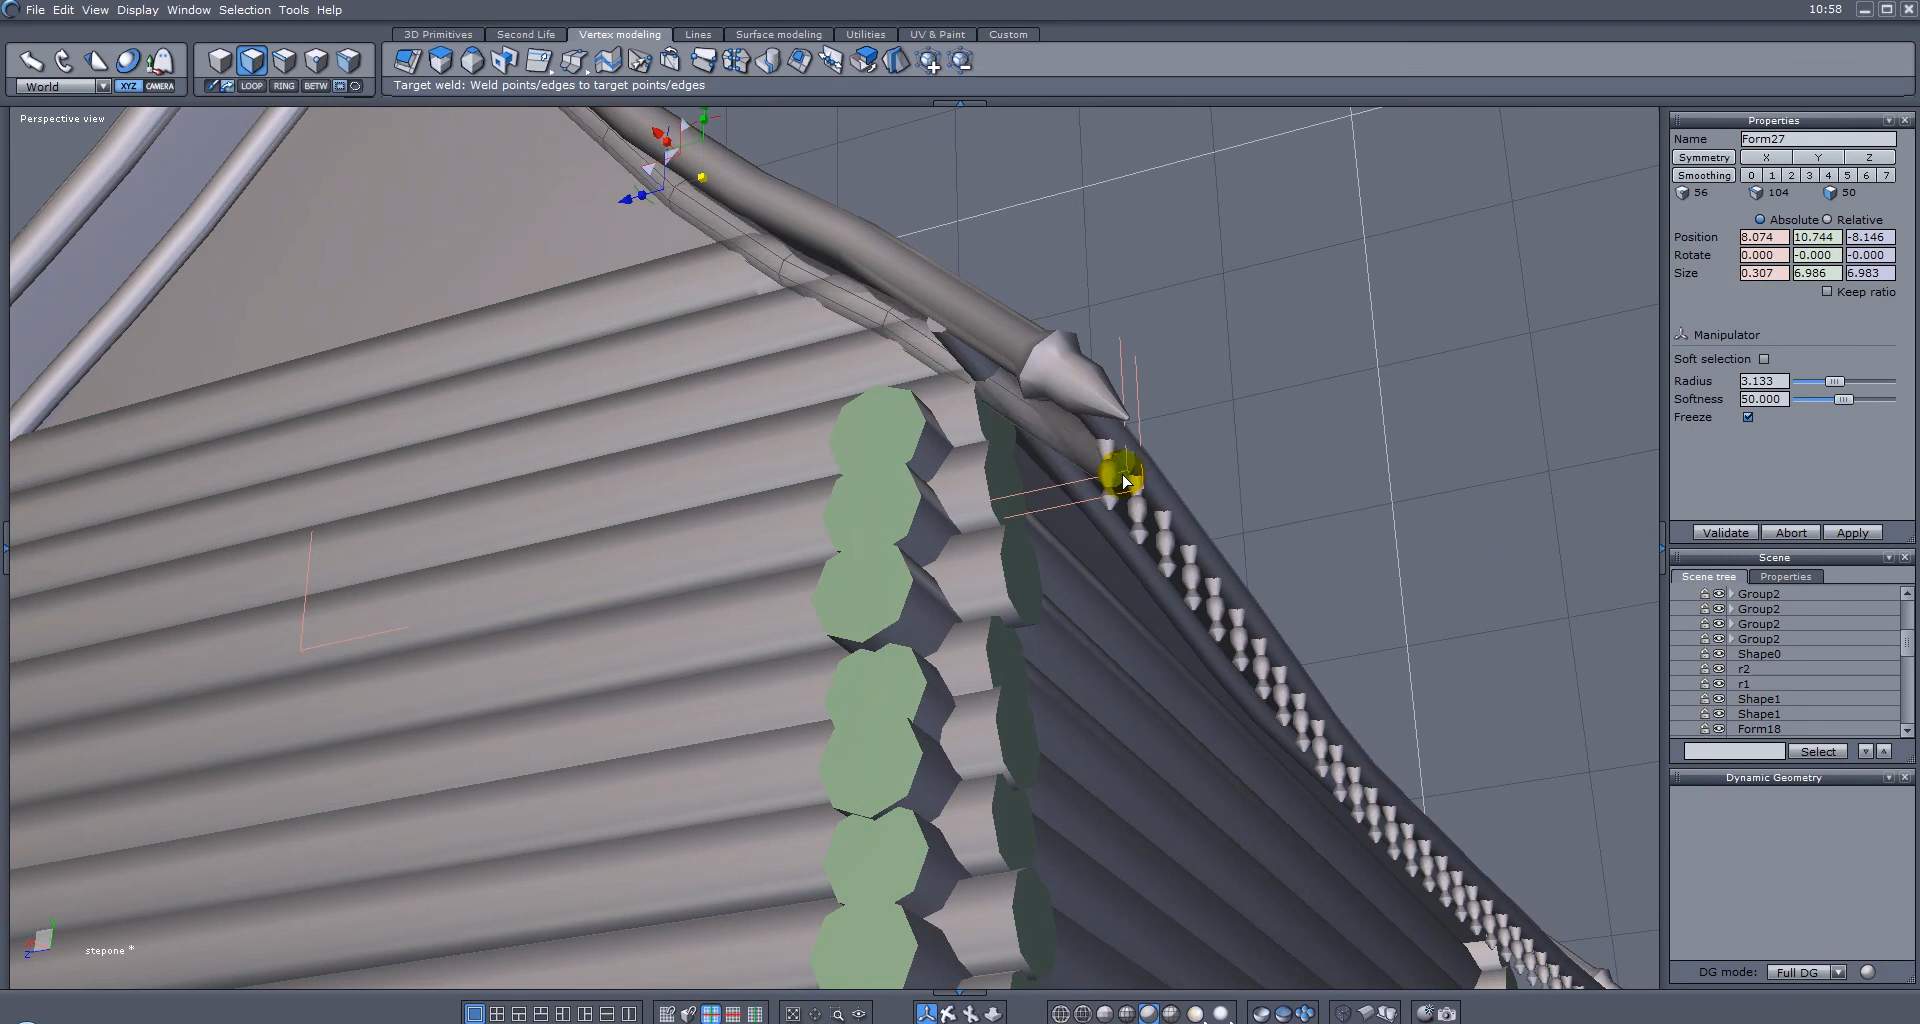 File Edit View Display Window Selection Tools Help
10:58
3D Primitives Second Life Vertex modeling Lines Surface modeling Utilities UV & Paint Custom
World XYZ CAMERA LOOP RING BETW
Target weld: Weld points/edges to target points/edges
Perspective view
Properties
Name Form27
Symmetry X Y Z
Smoothing 0 1 2 3 4 5 6 7
56 104 50
Absolute Relative
Position 8.074 10.744 -8.146
Rotate 0.000 -0.000 -0.000
Size 0.307 6.986 6.983
Keep ratio
Manipulator
Soft selection
Radius 3.133
Softness 50.000
Freeze
Validate Abort Apply
Scene
Scene tree Properties
Group2
Group2
Group2
Group2
Shape0
r2
r1
Shape1
Shape1
Form18
Select
Dynamic Geometry
stepone *
DG mode: Full DG